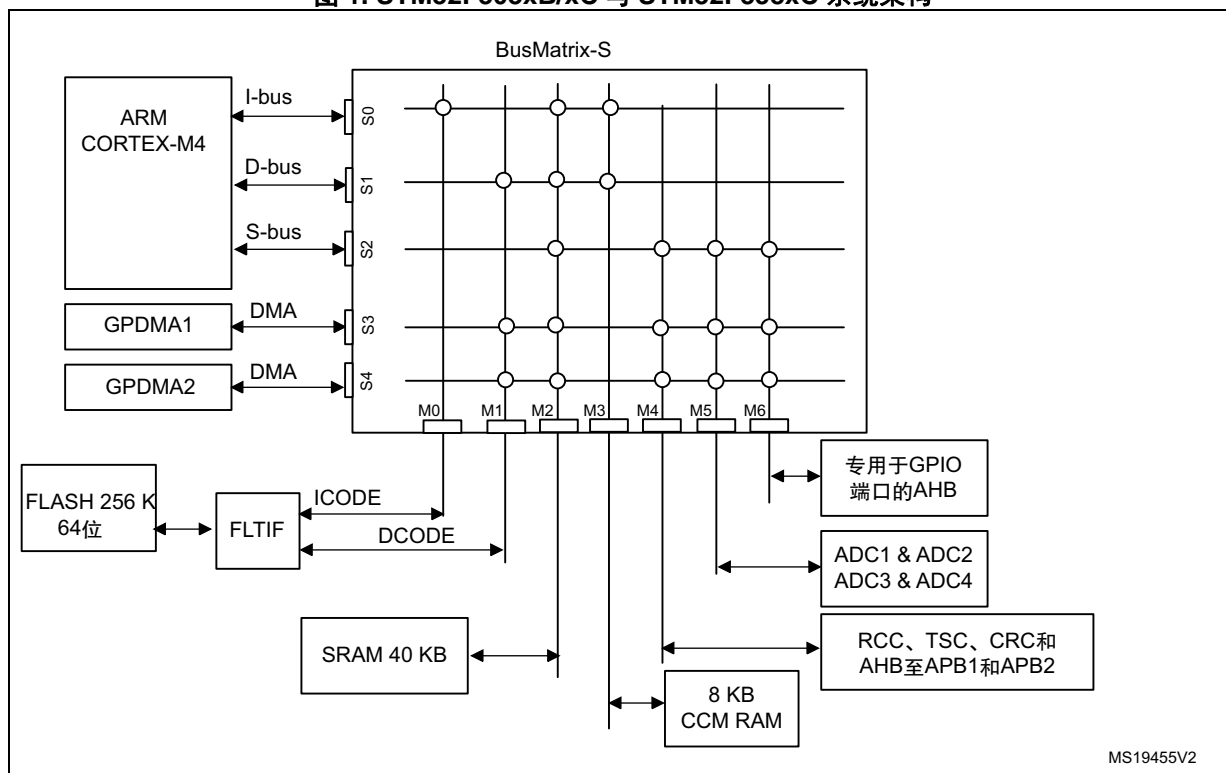 BusMatrix-S
ARM
CORTEX-M4
I-bus
S0
D-bus
S1
S-bus
S2
GPDMA1
DMA
S3
GPDMA2
DMA
S4
M0
M1
M2
M3
M4
M5
M6
专用于GPIO
端口的AHB
FLASH 256 K
64位
FLTIF
ICODE
DCODE
ADC1 & ADC2
ADC3 & ADC4
SRAM 40 KB
RCC、TSC、CRC和
AHB至APB1和APB2
8 KB
CCM RAM
MS19455V2